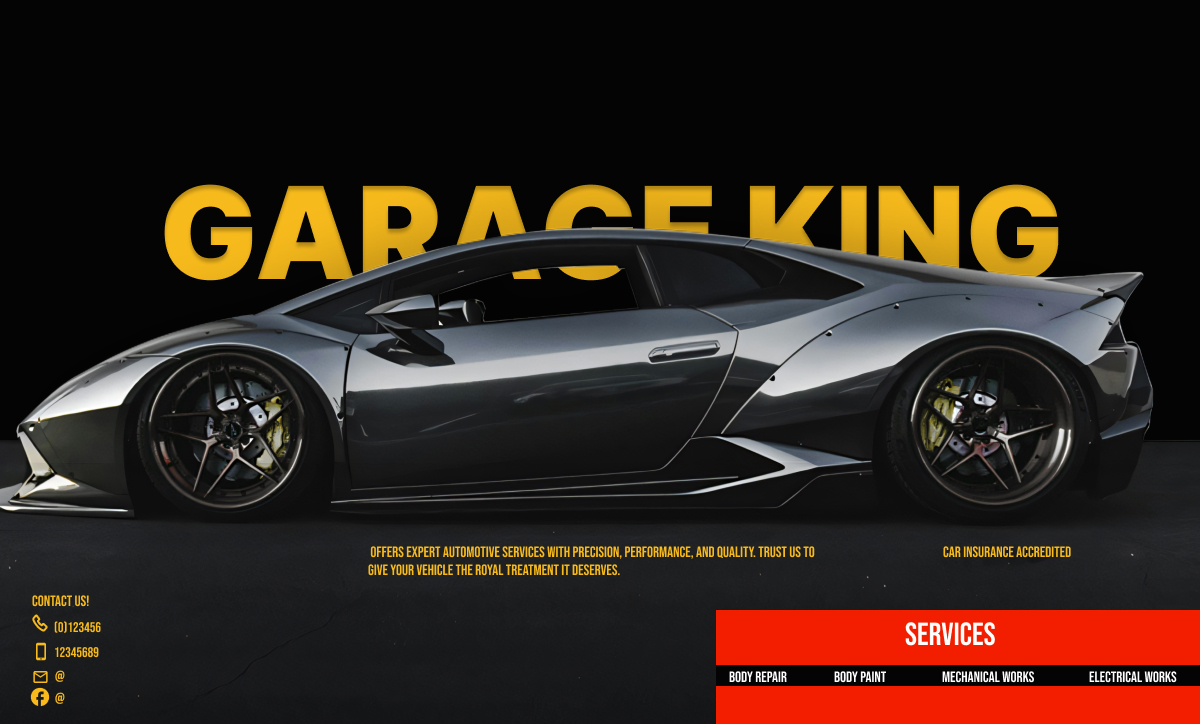 GARAGE KING
OFFERS EXPERT AUTOMOTIVE SERVICES WITH PRECISION, PERFORMANCE, AND QUALITY. TRUST US TO
GIVE YOUR VEHICLE THE ROYAL TREATMENT IT DESERVES.
CAR INSURANCE ACCREDITED
CONTACT US!
(0)123456
12345689
@
@
SERVICES
BODY REPAIR BODY PAINT MECHANICAL WORKS ELECTRICAL WORKS